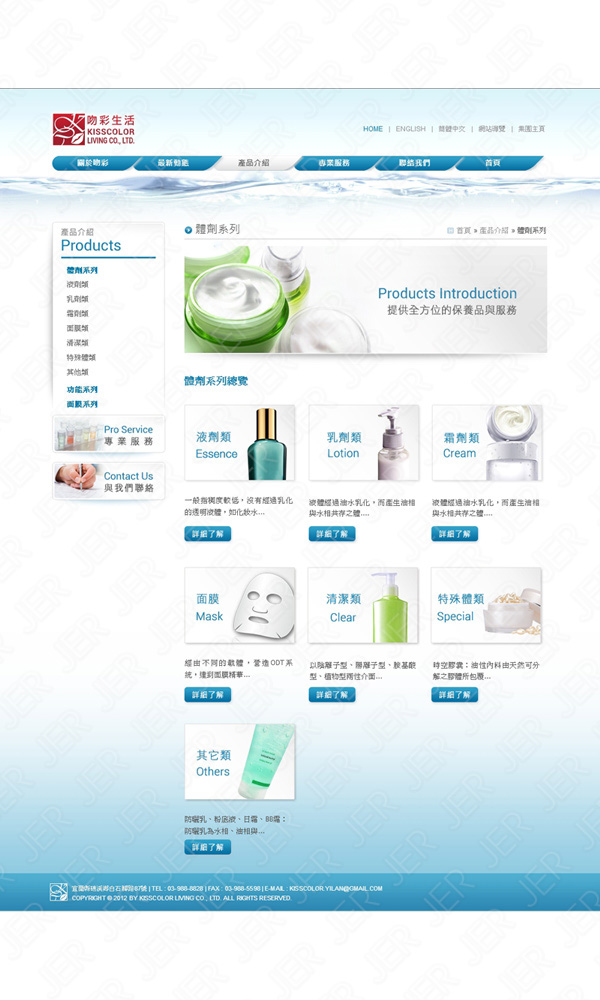 吻彩生活
KISSCOLOR
LIVING CO., LTD.
HOME | ENGLISH | 簡體中文 | 網站導覽 | 集團主頁
關於吻彩 最新動態 產品介紹 專業服務 聯絡我們 首頁
產品介紹
Products
體劑系列
液劑類
乳劑類
霜劑類
面膜類
清潔類
特殊體類
其他類
功能系列
面膜系列
Pro Service
專業服務
Contact Us
與我們聯絡
體劑系列
首頁 » 產品介紹 » 體劑系列
Products Introduction
提供全方位的保養品與服務
體劑系列總覽
液劑類
Essence
一般指稠度較低，沒有經過乳化
的透明液體，如化妝水...
詳細了解
乳劑類
Lotion
液體經過油水乳化，而產生油相
與水相共存之體....
詳細了解
霜劑類
Cream
液體經過油水乳化，而產油相
與水相共存之體....
詳細了解
面膜
Mask
經由不同的載體，營造ODT系
統，達到面膜精華...
詳細了解
清潔類
Clear
以陰離子型、勝離子型、胺基酸
型、植物型兩性介面...
詳細了解
特殊體類
Special
時空膠囊：油性內料由天然可分
解之膠體所包覆...
詳細了解
其它類
Others
防曬乳、粉底液、日霜、BB霜：
防曬乳為水相、油相與...
詳細了解
| TEL : 03-988-8828 | FAX : 03-988-5598 | E-MAIL : KISSCOLOR.YILAN@GMAIL.COM
COPYRIGHT © 2012 BY KISSCOLOR LIVING CO., LTD. ALL RIGHTS RESERVED.